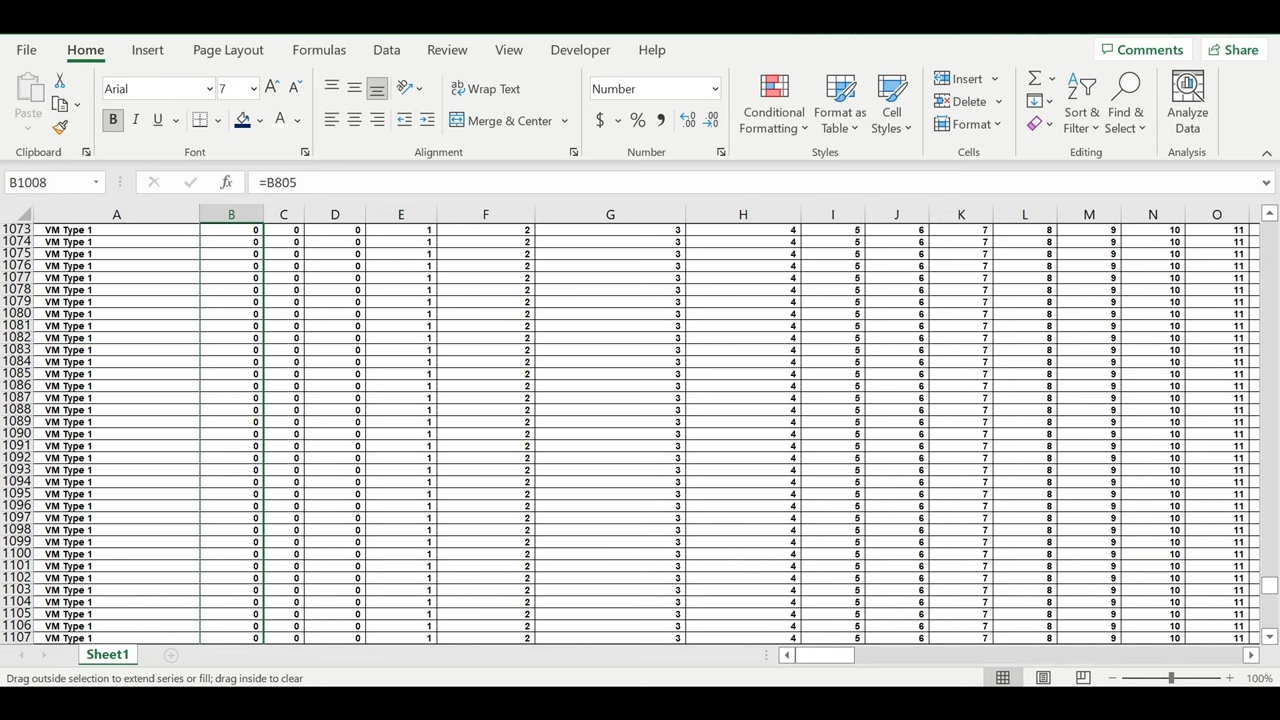 File Home Insert Page Layout Formulas Data Review View Developer Help Comments Share
Paste
Clipboard
Arial 7
B I U A
Font
ab Wrap Text
Merge & Center
Alignment
Number
$ % 9
Number
Conditional Formatting
Format as Table
Cell Styles
Styles
Insert
Delete
Format
Cells
Sort & Filter
Find & Select
Editing
Analyze Data
Analysis
B1008 fx =B805
A B C D E F G H I J K L M N O
1073 VM Type 1 0 0 0 1 2 3 4 5 6 7 8 9 10 11
1074 VM Type 1 0 0 0 1 2 3 4 5 6 7 8 9 10 11
1075 VM Type 1 0 0 0 1 2 3 4 5 6 7 8 9 10 11
1076 VM Type 1 0 0 0 1 2 3 4 5 6 7 8 9 10 11
1077 VM Type 1 0 0 0 1 2 3 4 5 6 7 8 9 10 11
1078 VM Type 1 0 0 0 1 2 3 4 5 6 7 8 9 10 11
1079 VM Type 1 0 0 0 1 2 3 4 5 6 7 8 9 10 11
1080 VM Type 1 0 0 0 1 2 3 4 5 6 7 8 9 10 11
1081 VM Type 1 0 0 0 1 2 3 4 5 6 7 8 9 10 11
1082 VM Type 1 0 0 0 1 2 3 4 5 6 7 8 9 10 11
1083 VM Type 1 0 0 0 1 2 3 4 5 6 7 8 9 10 11
1084 VM Type 1 0 0 0 1 2 3 4 5 6 7 8 9 10 11
1085 VM Type 1 0 0 0 1 2 3 4 5 6 7 8 9 10 11
1086 VM Type 1 0 0 0 1 2 3 4 5 6 7 8 9 10 11
1087 VM Type 1 0 0 0 1 2 3 4 5 6 7 8 9 10 11
1088 VM Type 1 0 0 0 1 2 3 4 5 6 7 8 9 10 11
1089 VM Type 1 0 0 0 1 2 3 4 5 6 7 8 9 10 11
1090 VM Type 1 0 0 0 1 2 3 4 5 6 7 8 9 10 11
1091 VM Type 1 0 0 0 1 2 3 4 5 6 7 8 9 10 11
1092 VM Type 1 0 0 0 1 2 3 4 5 6 7 8 9 10 11
1093 VM Type 1 0 0 0 1 2 3 4 5 6 7 8 9 10 11
1094 VM Type 1 0 0 0 1 2 3 4 5 6 7 8 9 10 11
1095 VM Type 1 0 0 0 1 2 3 4 5 6 7 8 9 10 11
1096 VM Type 1 0 0 0 1 2 3 4 5 6 7 8 9 10 11
1097 VM Type 1 0 0 0 1 2 3 4 5 6 7 8 9 10 11
1098 VM Type 1 0 0 0 1 2 3 4 5 6 7 8 9 10 11
1099 VM Type 1 0 0 0 1 2 3 4 5 6 7 8 9 10 11
1100 VM Type 1 0 0 0 1 2 3 4 5 6 7 8 9 10 11
1101 VM Type 1 0 0 0 1 2 3 4 5 6 7 8 9 10 11
1102 VM Type 1 0 0 0 1 2 3 4 5 6 7 8 9 10 11
1103 VM Type 1 0 0 0 1 2 3 4 5 6 7 8 9 10 11
1104 VM Type 1 0 0 0 1 2 3 4 5 6 7 8 9 10 11
1105 VM Type 1 0 0 0 1 2 3 4 5 6 7 8 9 10 11
1106 VM Type 1 0 0 0 1 2 3 4 5 6 7 8 9 10 11
1107 VM Type 1 0 0 0 1 2 3 4 5 6 7 8 9 10 11
Sheet1
Drag outside selection to extend series or fill; drag inside to clear 100%